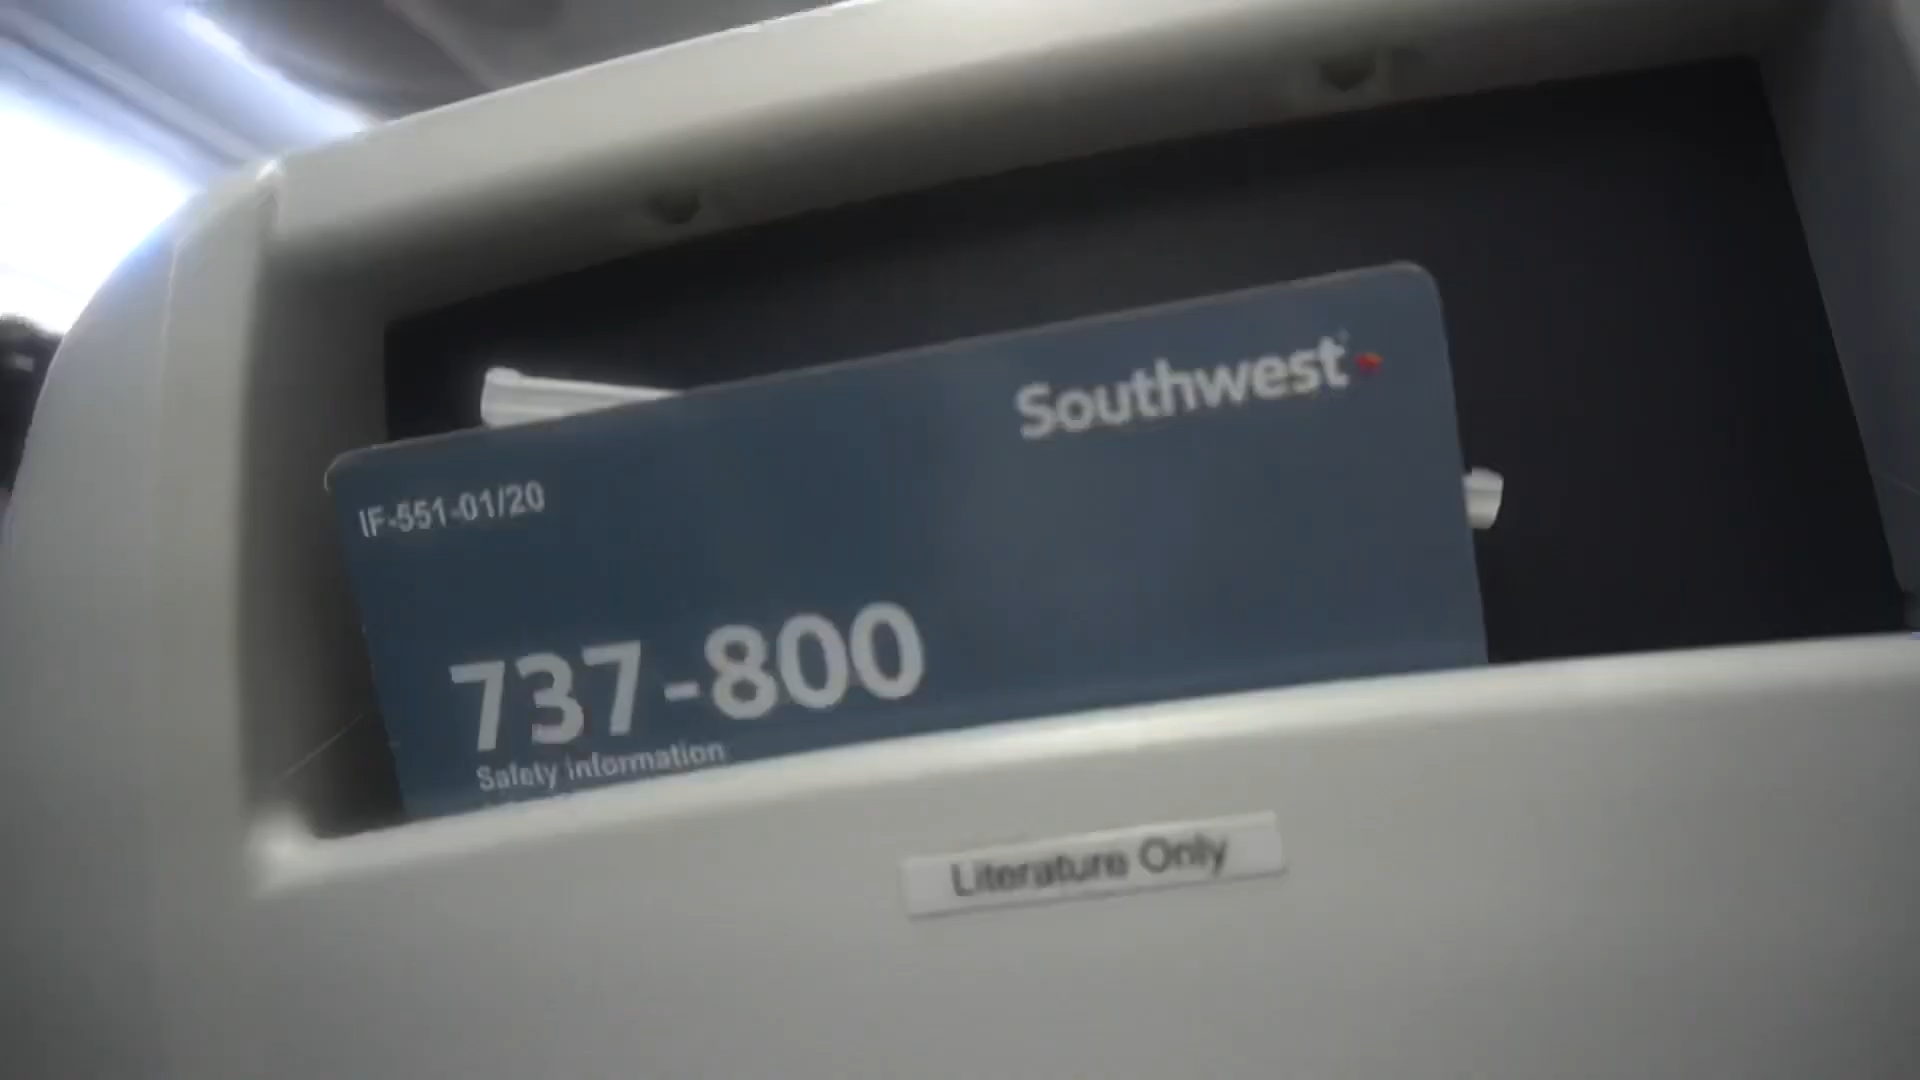 Southwest
IF-551-01/20
737-800
Safety information
Literature Only